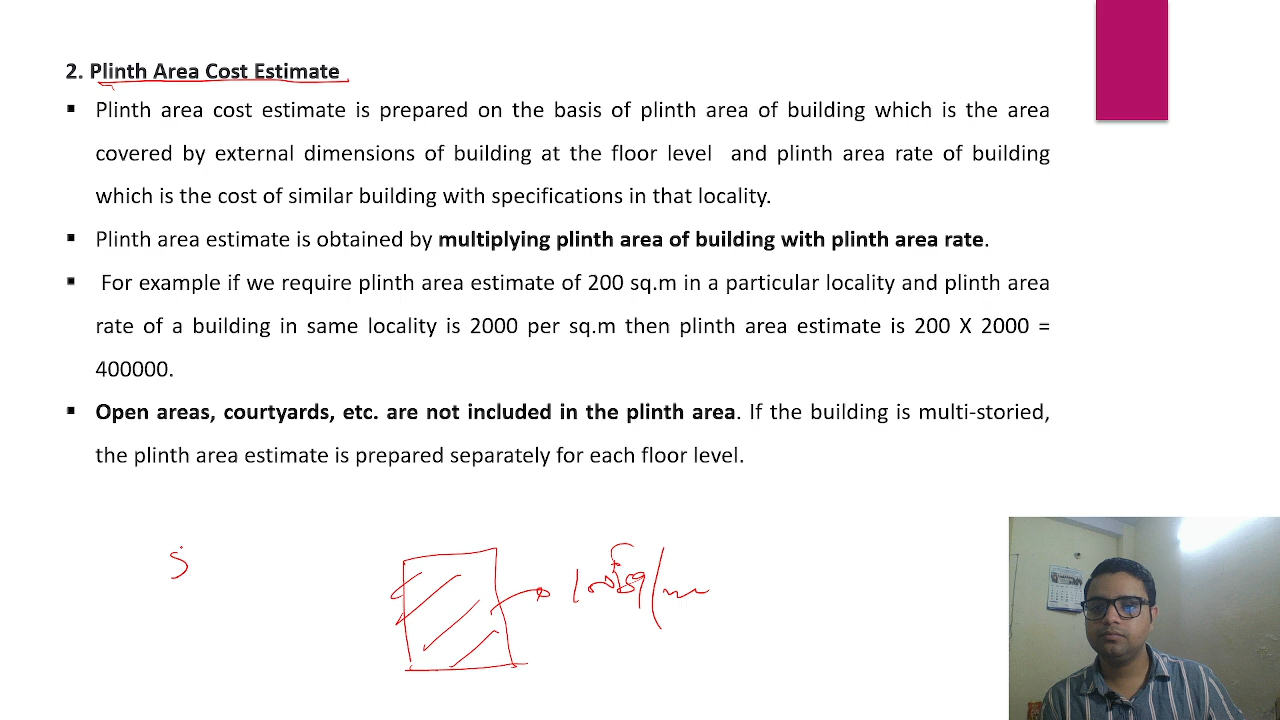 2. Plinth Area Cost Estimate
▪ Plinth area cost estimate is prepared on the basis of plinth area of building which is the area
covered by external dimensions of building at the floor level and plinth area rate of building
which is the cost of similar building with specifications in that locality.
▪ Plinth area estimate is obtained by multiplying plinth area of building with plinth area rate.
▪ For example if we require plinth area estimate of 200 sq.m in a particular locality and plinth area
rate of a building in same locality is 2000 per sq.m then plinth area estimate is 200 X 2000 =
400000.
▪ Open areas, courtyards, etc. are not included in the plinth area. If the building is multi-storied,
the plinth area estimate is prepared separately for each floor level.